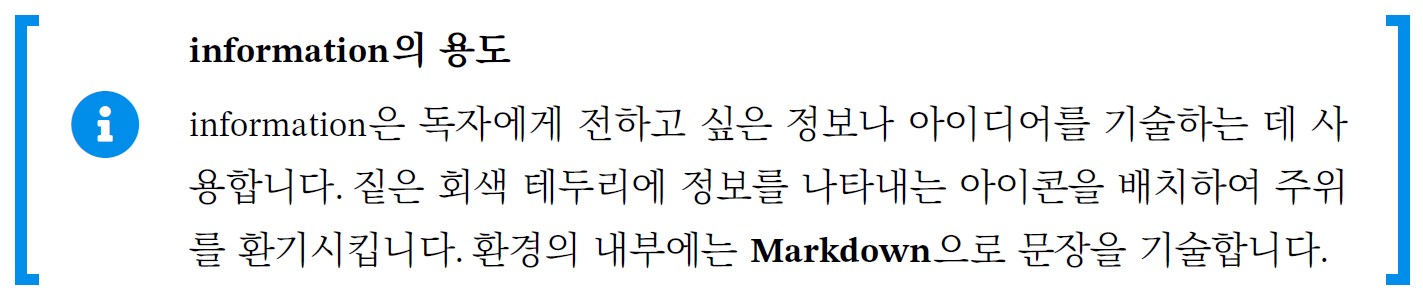 information의 용도
information은 독자에게 전하고 싶은 정보나 아이디어를 기술하는 데 사
용합니다. 짙은 회색 테두리에 정보를 나타내는 아이콘을 배치하여 주위
를 환기시킵니다. 환경의 내부에는 Markdown으로 문장을 기술합니다.